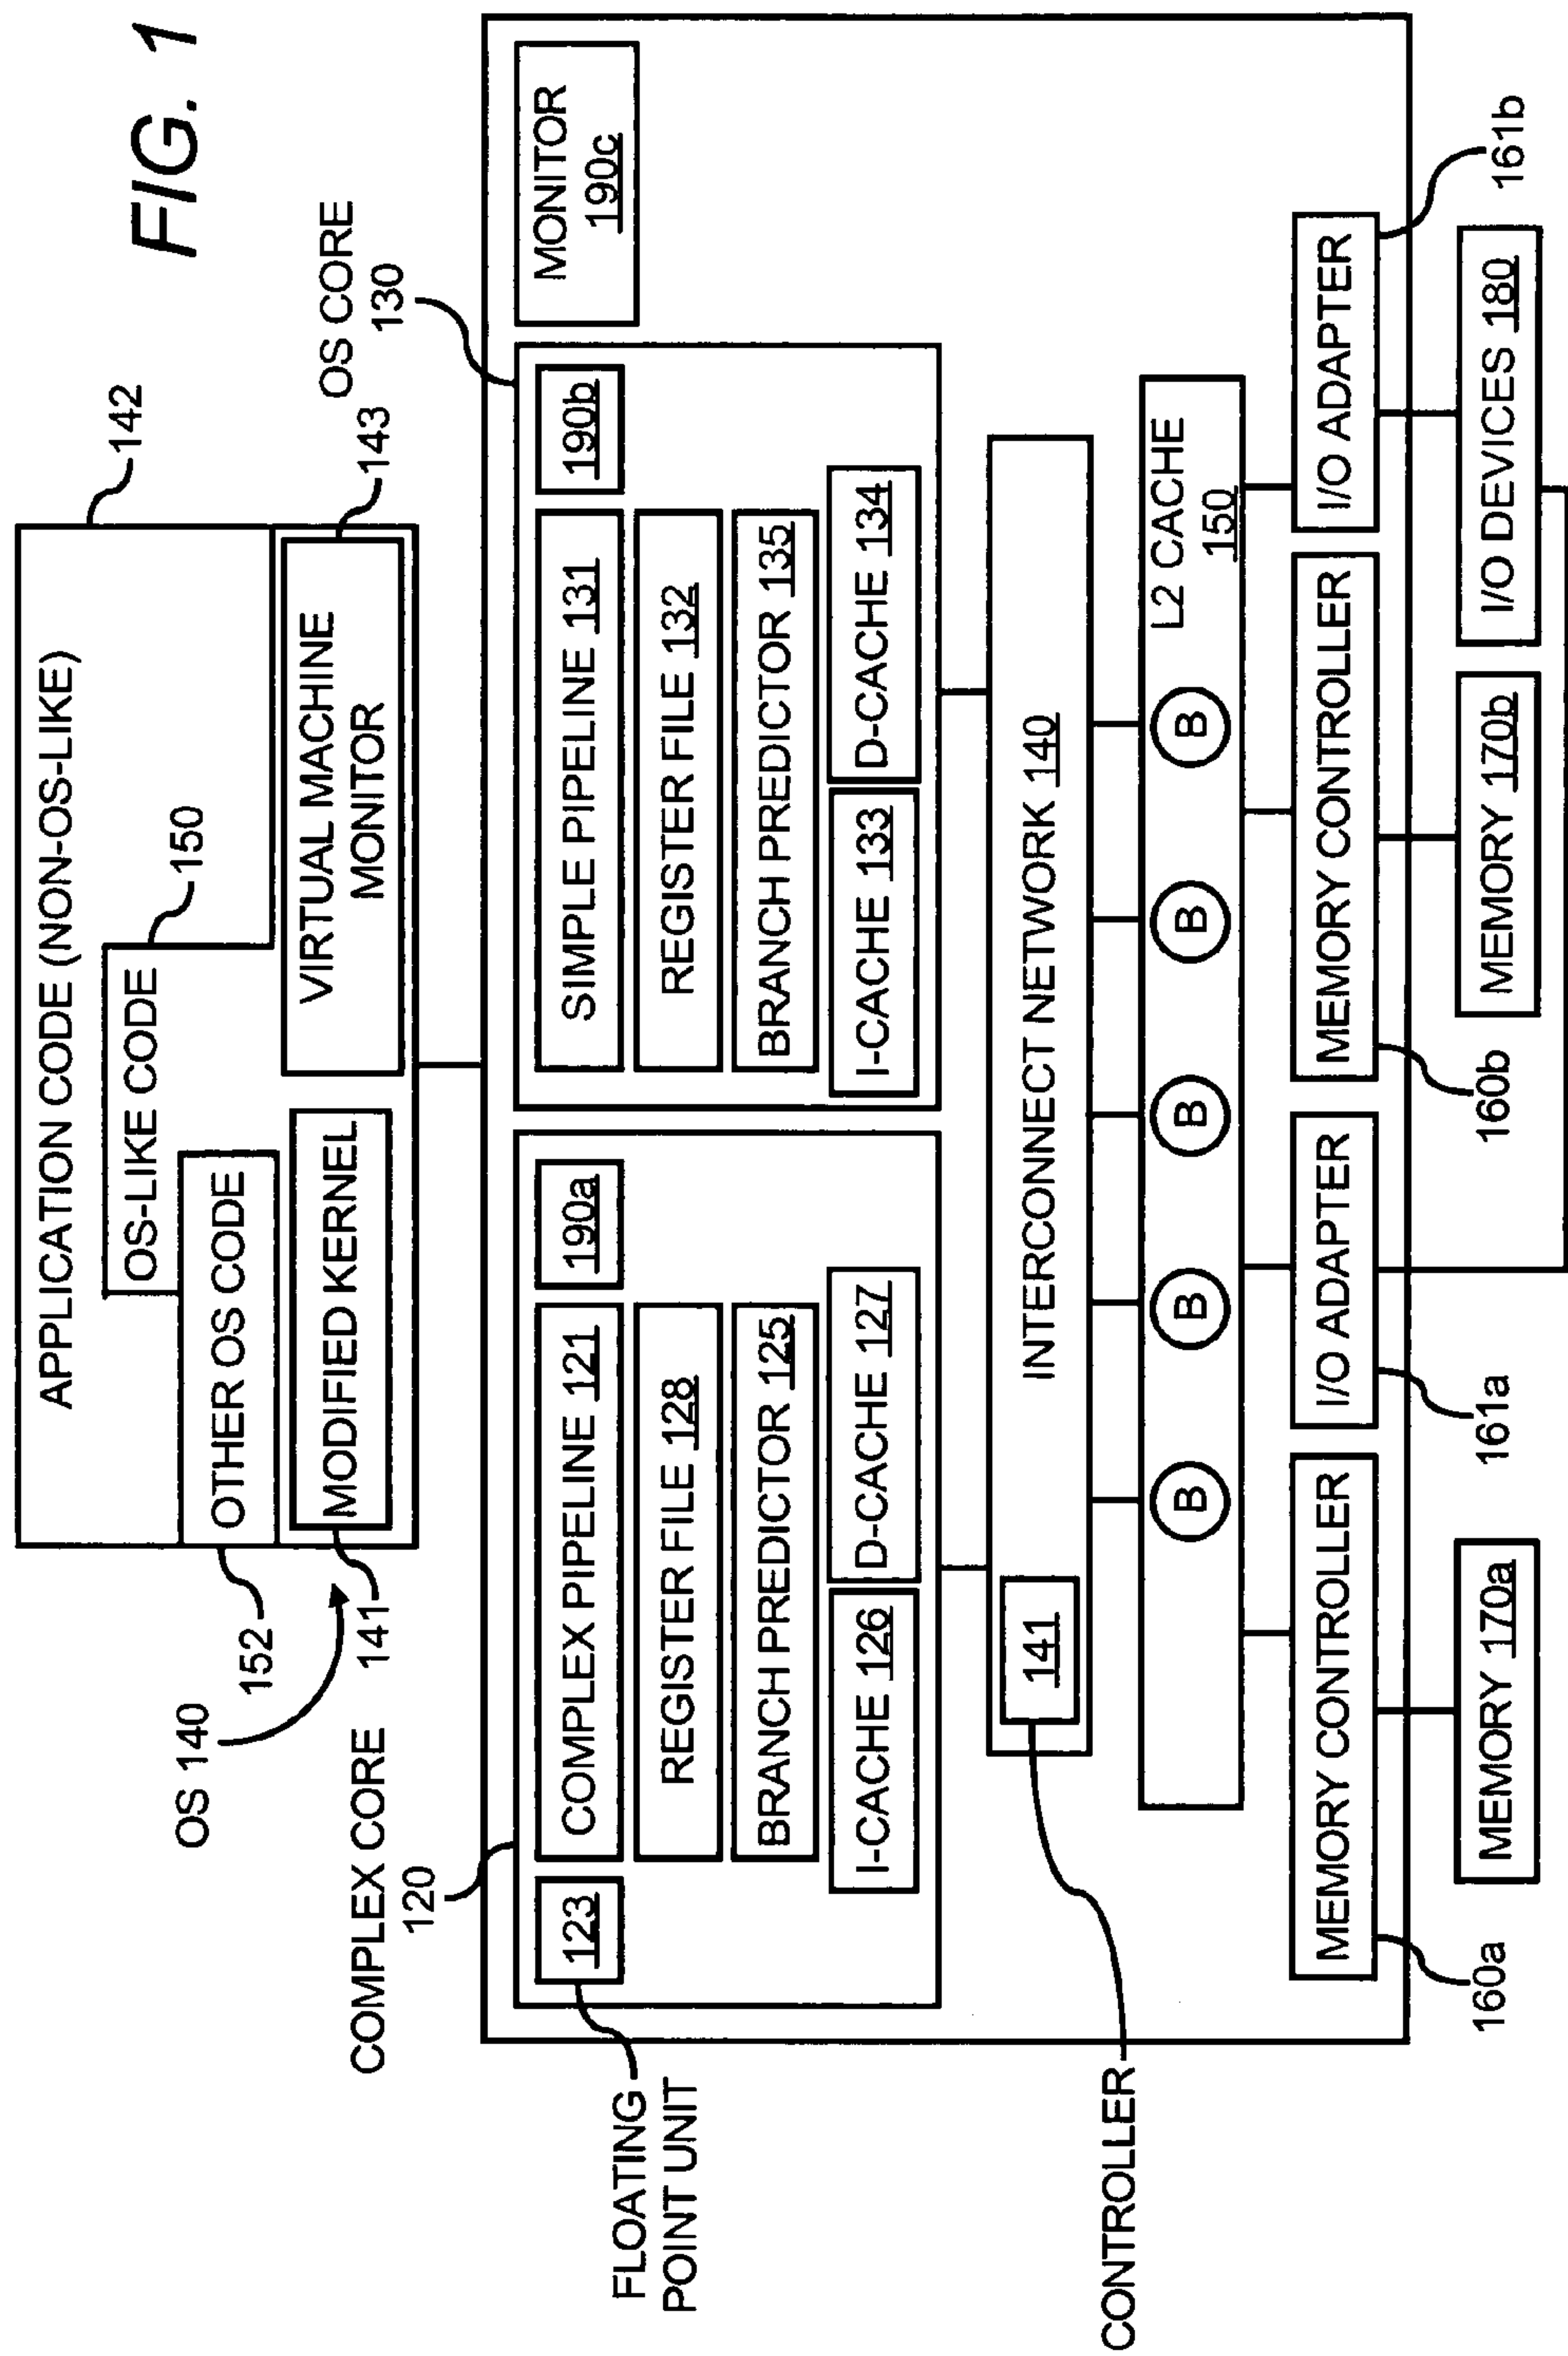 FIG. 1
APPLICATION CODE (NON-OS-LIKE)
142
OS-LIKE CODE
150
OTHER OS CODE
152
MODIFIED KERNEL
141
VIRTUAL MACHINE
MONITOR
143
OS 140
COMPLEX CORE
120
OS CORE
130
123
COMPLEX PIPELINE 121
190a
REGISTER FILE 128
BRANCH PREDICTOR 125
I-CACHE 126
D-CACHE 127
FLOATING
POINT UNIT
SIMPLE PIPELINE 131
190b
REGISTER FILE 132
BRANCH PREDICTOR 135
I-CACHE 133
D-CACHE 134
MONITOR
190c
141
INTERCONNECT NETWORK 140
CONTROLLER
B
B
B
B
B
L2 CACHE
150
MEMORY CONTROLLER
I/O ADAPTER
MEMORY CONTROLLER
I/O ADAPTER
160a
161a
160b
161b
MEMORY 170a
MEMORY 170b
I/O DEVICES 180